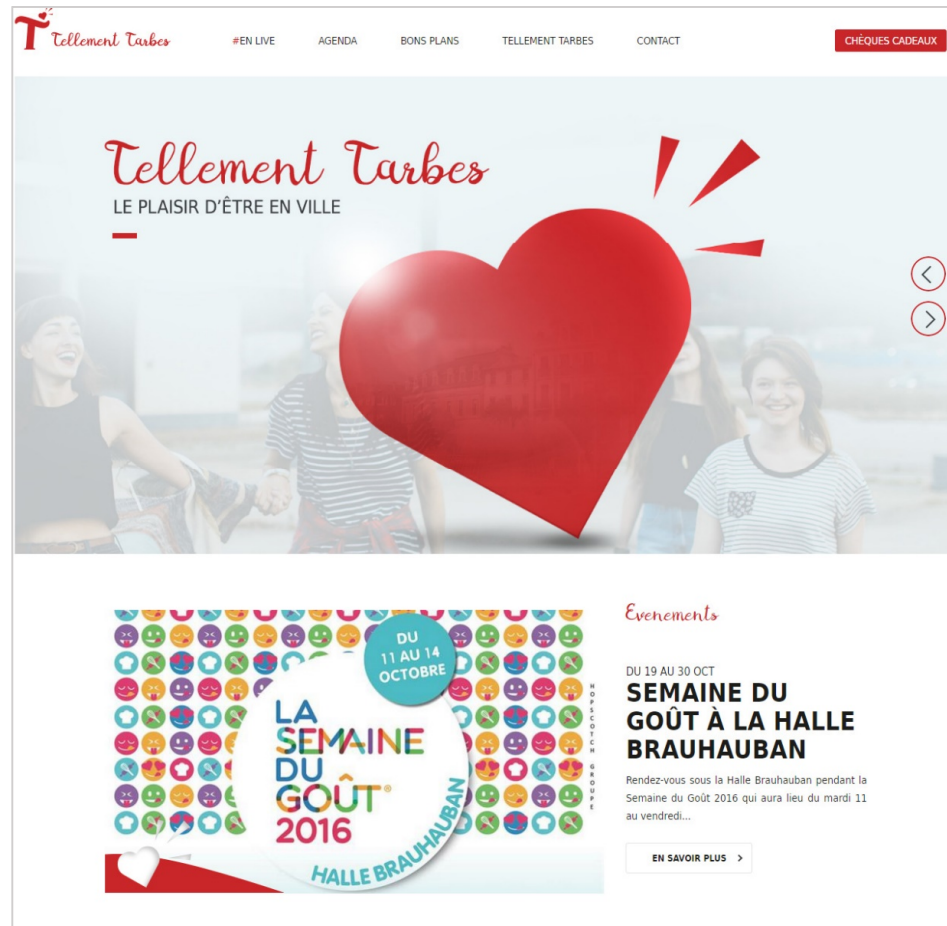 Tellement Tarbes
#EN LIVE
AGENDA
BONS PLANS
TELLEMENT TARBES
CONTACT
CHÈQUES CADEAUX
Tellement Tarbes
LE PLAISIR D'ÊTRE EN VILLE
DU
11 AU 14
OCTOBRE
LA
SEMAINE
DU
GOÛT®
2016
HALLE BRAUHAUBAN
HOPSCOTCH GROUPE
Evenements
DU 19 AU 30 OCT
SEMAINE DU
GOÛT À LA HALLE
BRAUHAUBAN
Rendez-vous sous la Halle Brauhauban pendant la
Semaine du Goût 2016 qui aura lieu du mardi 11
au vendredi...
EN SAVOIR PLUS